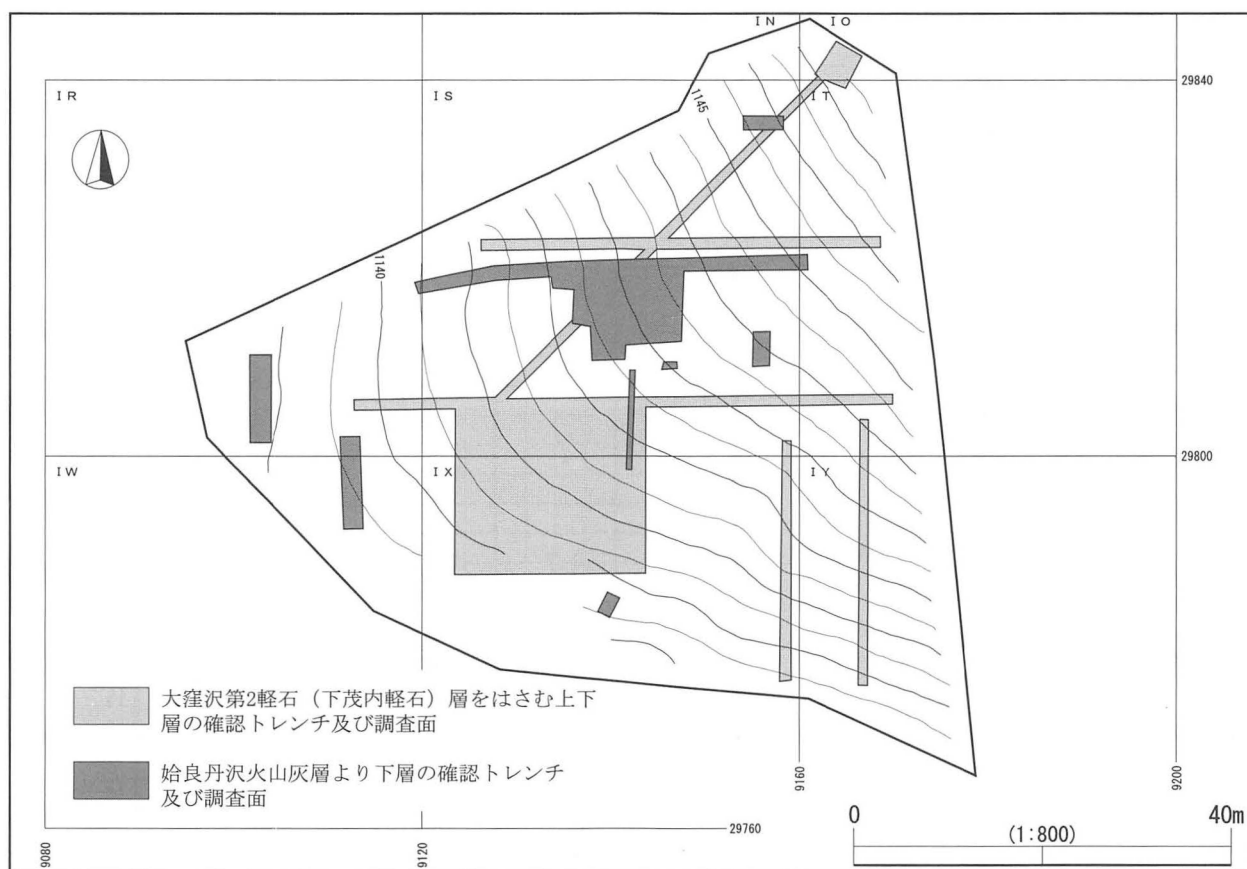 IN IO
29840
IR IS IT
1145
1140
29800
IW IX IY
大窪沢第2軽石（下茂内軽石）層をはさむ上下
層の確認トレンチ及び調査面
姶良丹沢火山灰層より下層の確認トレンチ
及び調査面
9160
9200
0 40m
(1:800)
29760
9080
9120